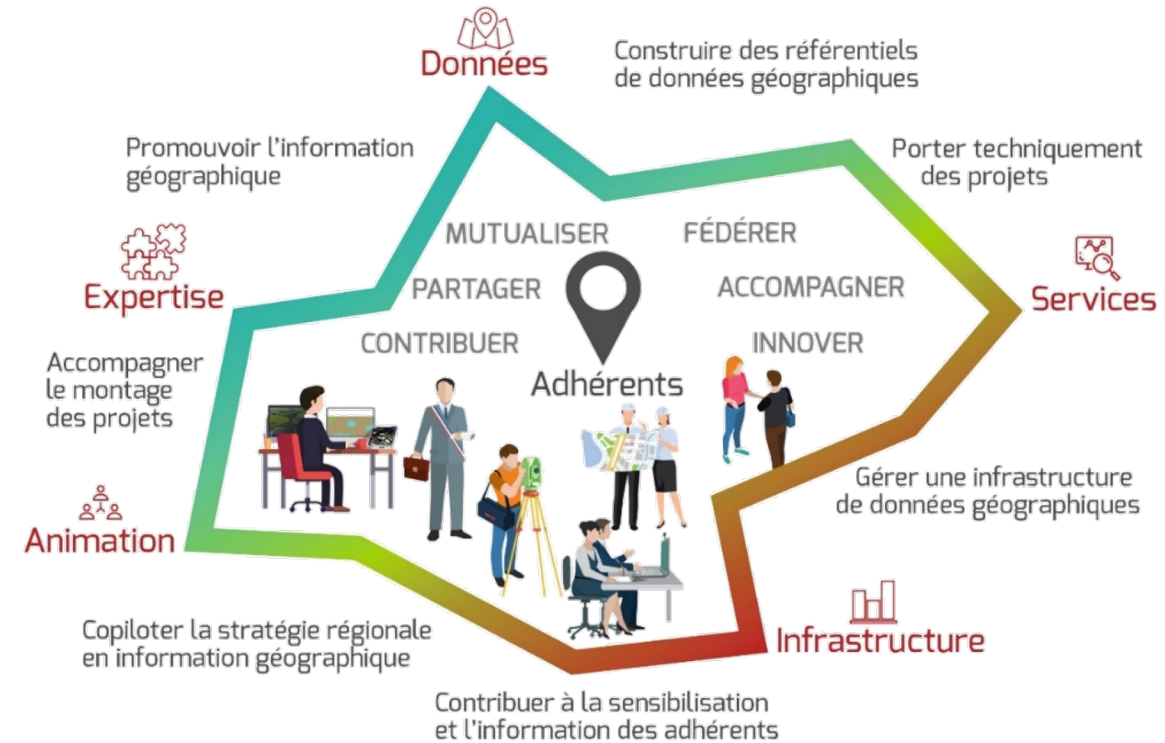 Données
Construire des référentiels
de données géographiques
Promouvoir l'information
géographique
Porter techniquement
des projets
MUTUALISER
FÉDÉRER
Expertise
PARTAGER
ACCOMPAGNER
Services
CONTRIBUER
INNOVER
Accompagner
le montage
des projets
Adhérents
Gérer une infrastructure
de données géographiques
Animation
Copiloter la stratégie régionale
en information géographique
Infrastructure
Contribuer à la sensibilisation
et l'information des adhérents